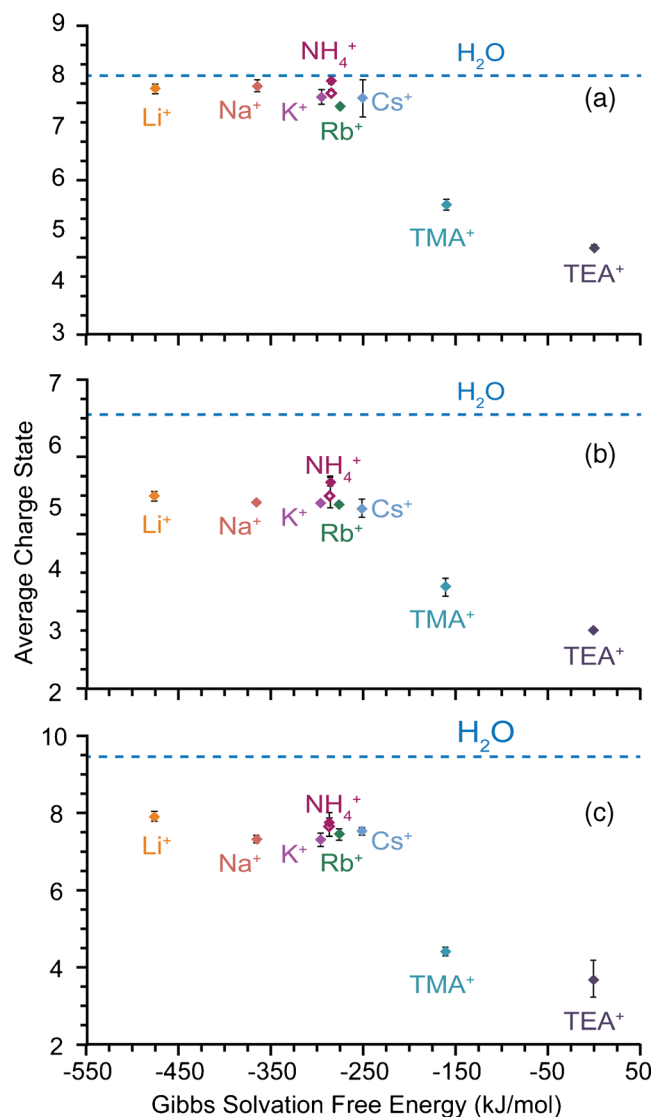 9
8
7
6
5
4
3
NH₄⁺
H₂O
(a)
Li⁺
Na⁺
K⁺
Rb⁺
Cs⁺
TMA⁺
TEA⁺
Average Charge State
7
6
5
4
3
2
H₂O
(b)
NH₄⁺
Li⁺
Na⁺
K⁺
Rb⁺
Cs⁺
TMA⁺
TEA⁺
10
8
6
4
2
H₂O
(c)
NH₄⁺
Li⁺
Na⁺
K⁺
Rb⁺
Cs⁺
TMA⁺
TEA⁺
-550 -450 -350 -250 -150 -50 50
Gibbs Solvation Free Energy (kJ/mol)